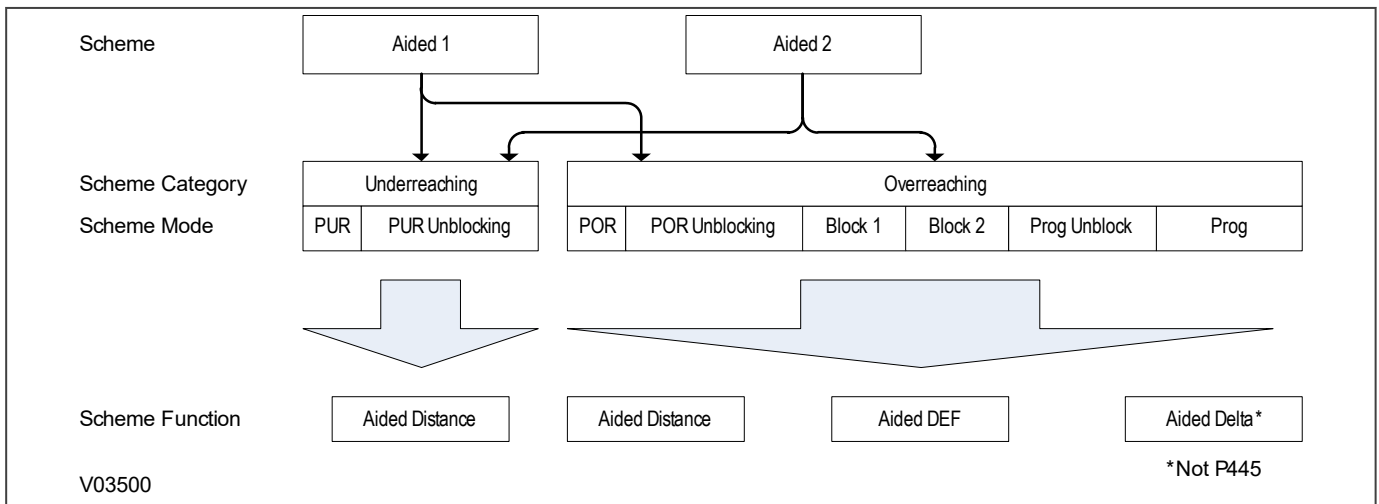 Scheme
Aided 1
Aided 2
Scheme Category
Underreaching
Overreaching
Scheme Mode
PUR
PUR Unblocking
POR
POR Unblocking
Block 1
Block 2
Prog Unblock
Prog
Scheme Function
Aided Distance
Aided Distance
Aided DEF
Aided Delta*
*Not P445
V03500